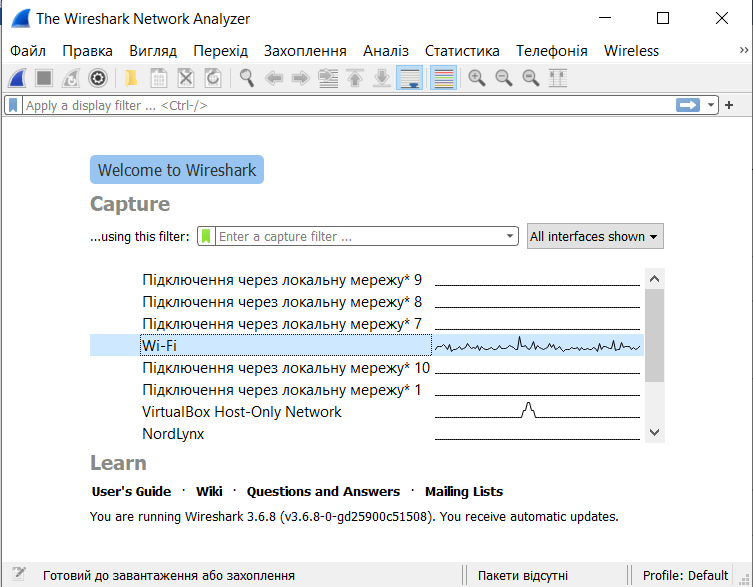 The Wireshark Network Analyzer
Файл Правка Вигляд Перехід Захоплення Аналіз Статистика Телефонія Wireless »
Apply a display filter ... <Ctrl-/> +
Welcome to Wireshark
Capture
...using this filter: Enter a capture filter ... All interfaces shown
Підключення через локальну мережу* 9
Підключення через локальну мережу* 8
Підключення через локальну мережу* 7
Wi-Fi
Підключення через локальну мережу* 10
Підключення через локальну мережу* 1
VirtualBox Host-Only Network
NordLynx
Learn
User's Guide · Wiki · Questions and Answers · Mailing Lists
You are running Wireshark 3.6.8 (v3.6.8-0-gd25900c51508). You receive automatic updates.
Готовий до завантаження або захоплення Пакети відсутні Profile: Default